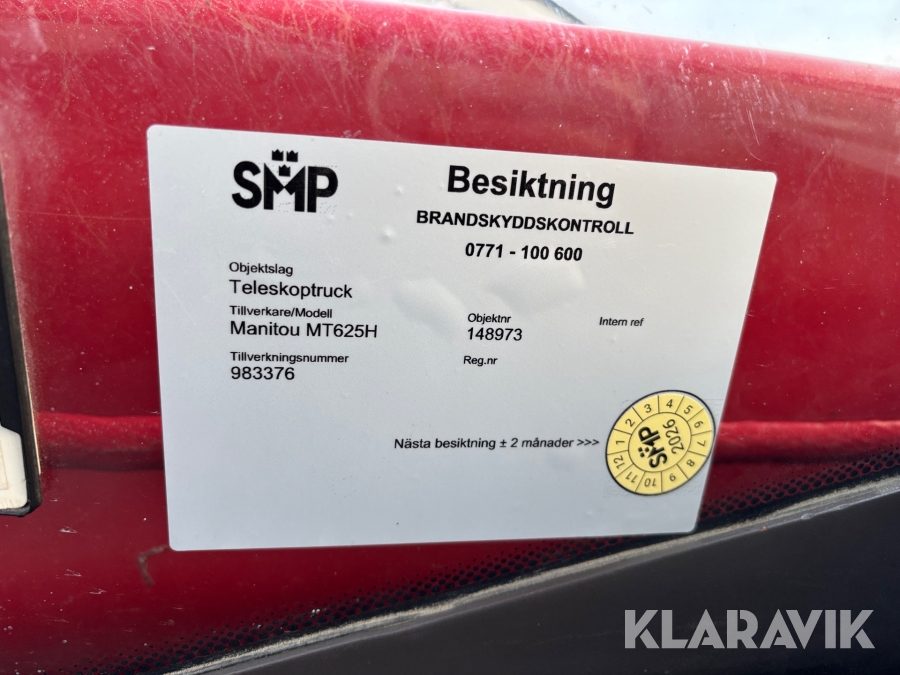 SMP
Besiktning
BRANDSKYDDSKONTROLL
0771 - 100 600
Objektslag
Teleskoptruck
Tillverkare/Modell
Manitou MT625H
Objektnr
148973
Intern ref
Tillverkningsnummer
983376
Reg.nr
Nästa besiktning ± 2 månader >>>
1 2 3 4 5 6 7 8 9 10 11 12
SMP
2026
KLARAVIK